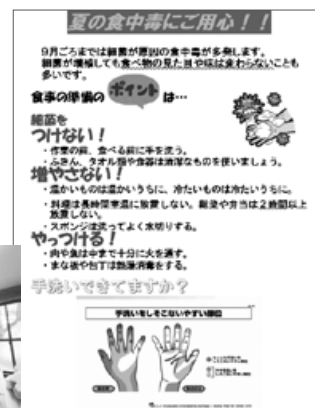 夏の食中毒にご用心！！
9月ごろまでは細菌が原因の食中毒が多発します。
細菌が増殖しても食べ物の見た目や味は変わらないことも
多いです。
食事の準備の ポイント は…
細菌を
つけない！
・作業の前、食べる前に手を洗う。
・ふきん、タオル類や食器は清潔なものを使いましょう。
増やさない！
・温かいものは温かいうちに、冷たいものは冷たいうちに。
・料理は長時間室温に放置しない。総菜や弁当は2時間以上
放置しない。
・スポンジは洗ってよく水切りする。
やっつける！
・肉や魚は中まで十分に火を通す。
・まな板や包丁は熱湯消毒をする。
手洗いできてますか？
手洗いをしそこないやすい部位